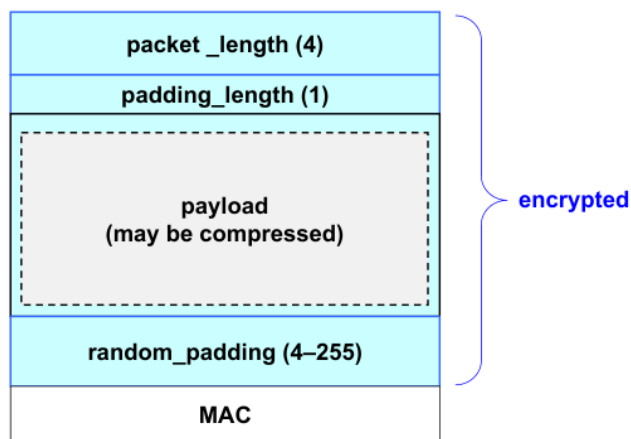 packet _length (4)
padding_length (1)
payload
(may be compressed)
encrypted
random_padding (4–255)
MAC